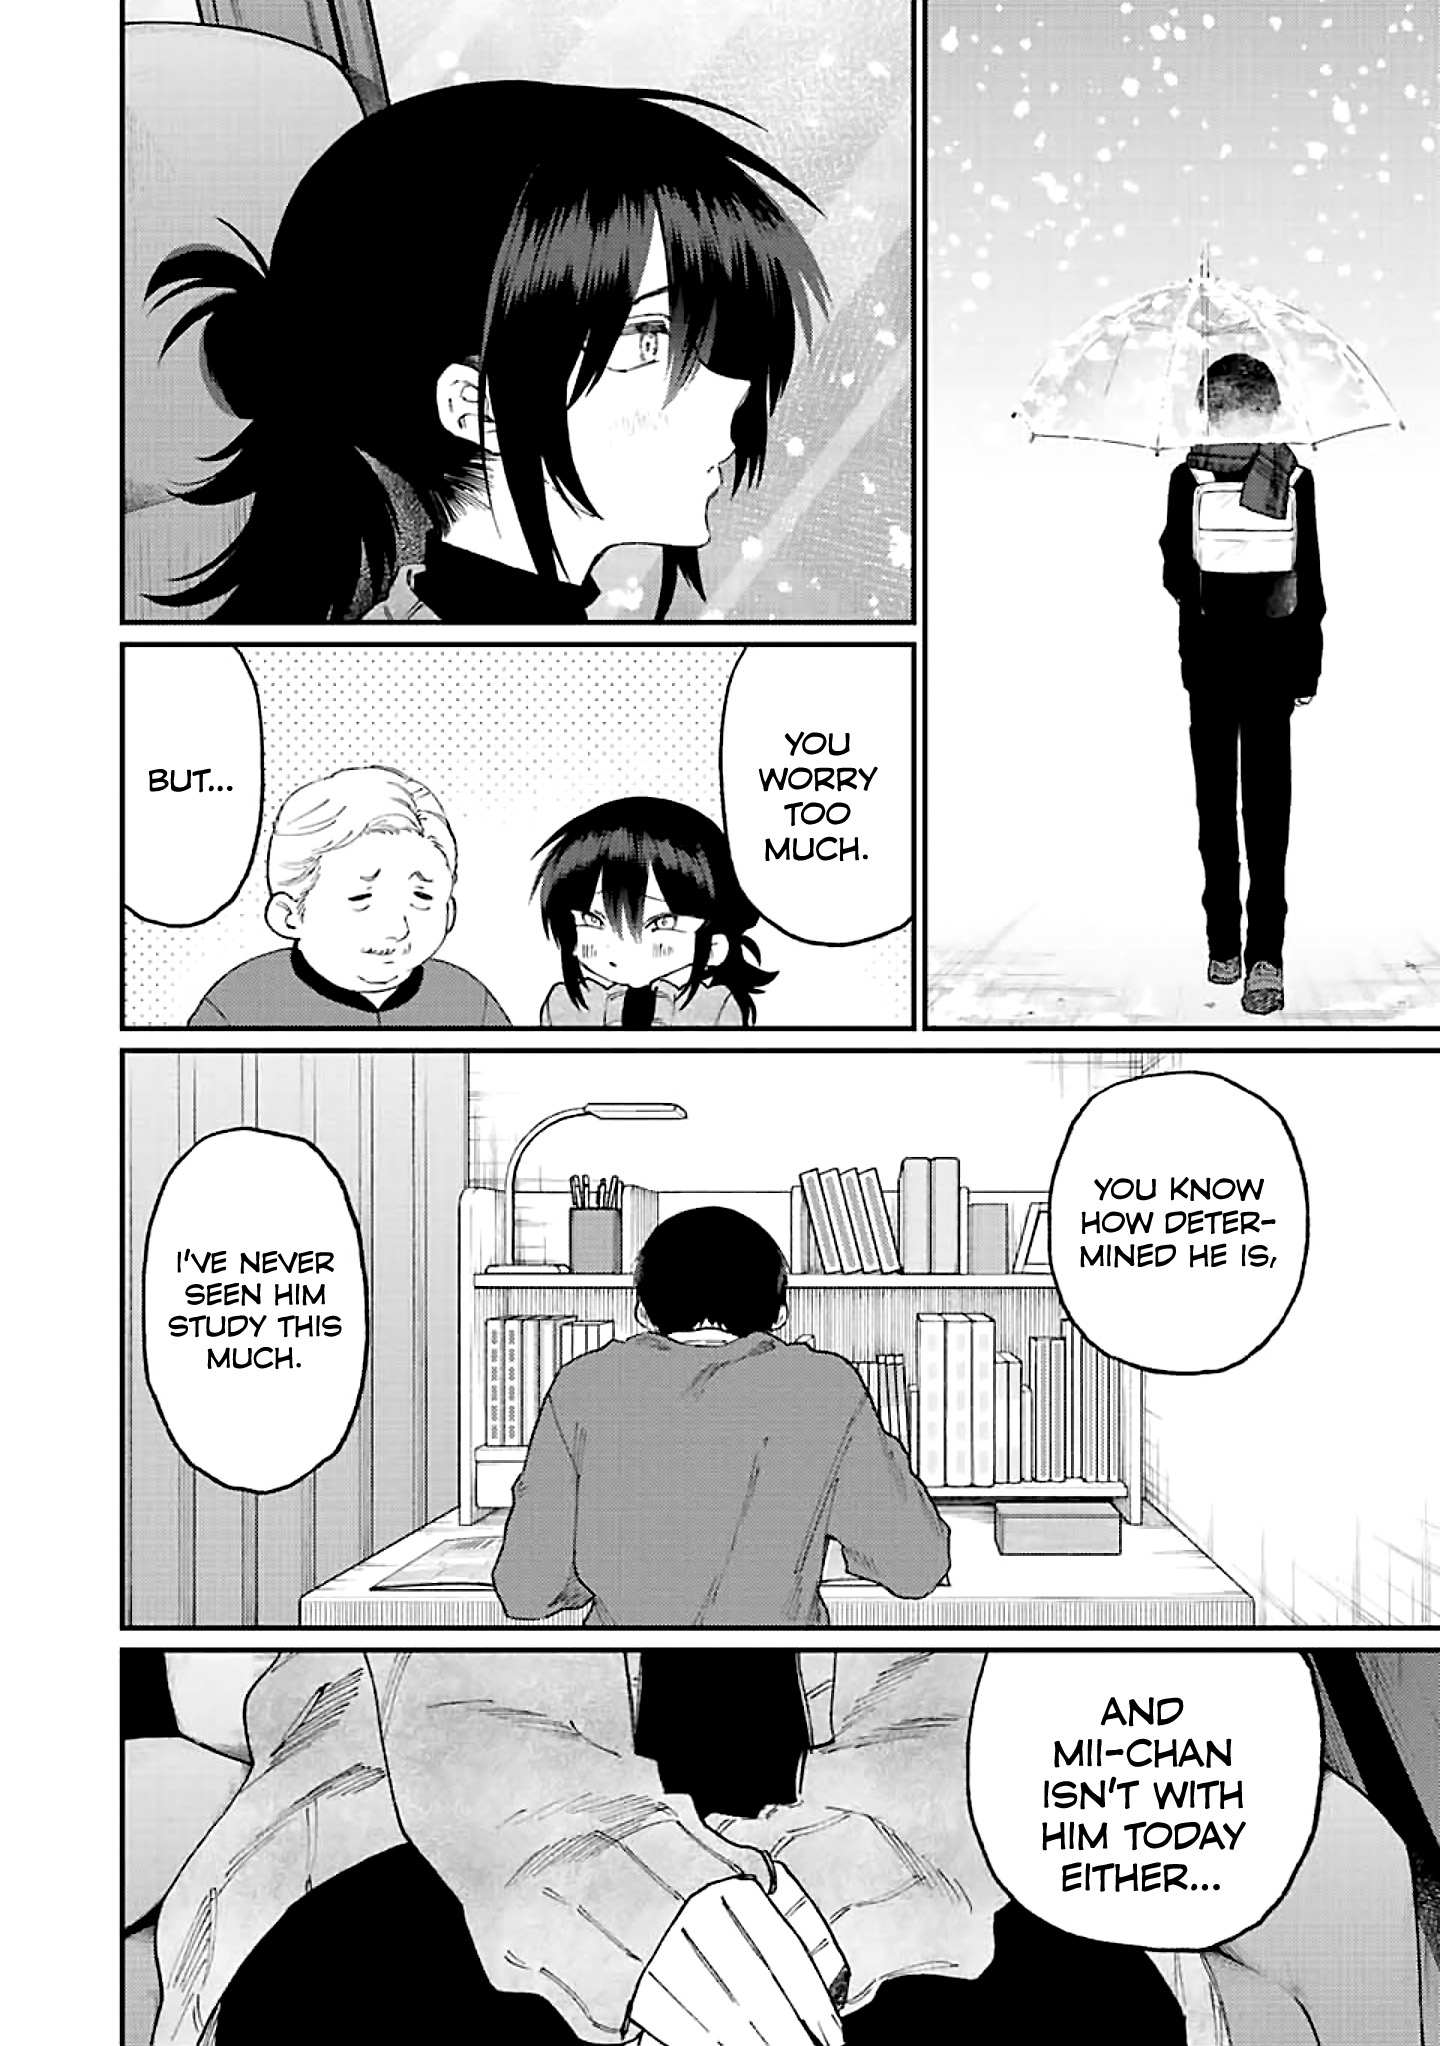 YOU
WORRY
TOO
MUCH.
BUT...
YOU KNOW
HOW DETER-
MINED HE IS,
I'VE NEVER
SEEN HIM
STUDY THIS
MUCH.
AND
MII-CHAN
ISN'T WITH
HIM TODAY
EITHER...